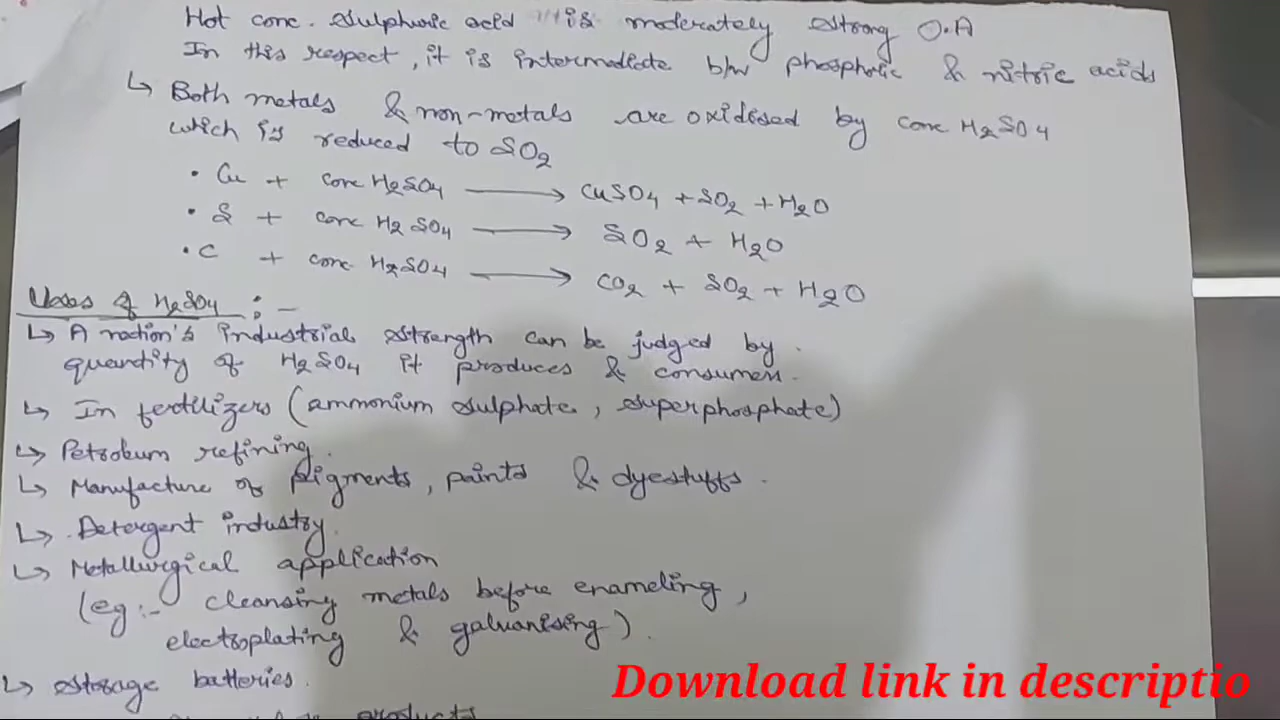 Hot conc. Sulphuric acid is moderately strong O.A
In this respect, it is intermediate b/w phosphoric & nitric acids
↳ Both metals & non-metals are oxidised by conc H2SO4
which is reduced to SO2
• Cu + conc H2SO4 ⟶ CuSO4 + SO2 + H2O
• S + conc H2SO4 ⟶ SO2 + H2O
• C + conc H2SO4 ⟶ CO2 + SO2 + H2O
Uses of H2SO4 :-
↳ A nation's industrial strength can be judged by
quantity of H2SO4 it produces & consumes.
↳ In fertilizers (ammonium sulphate, superphosphate)
↳ Petroleum refining.
↳ Manufacture of pigments, paints & dyestuffs.
↳ Detergent industry.
↳ Metallurgical application
(eg:- cleansing metals before enameling,
electroplating & galvanising).
↳ Storage batteries.
products
Download link in descriptio